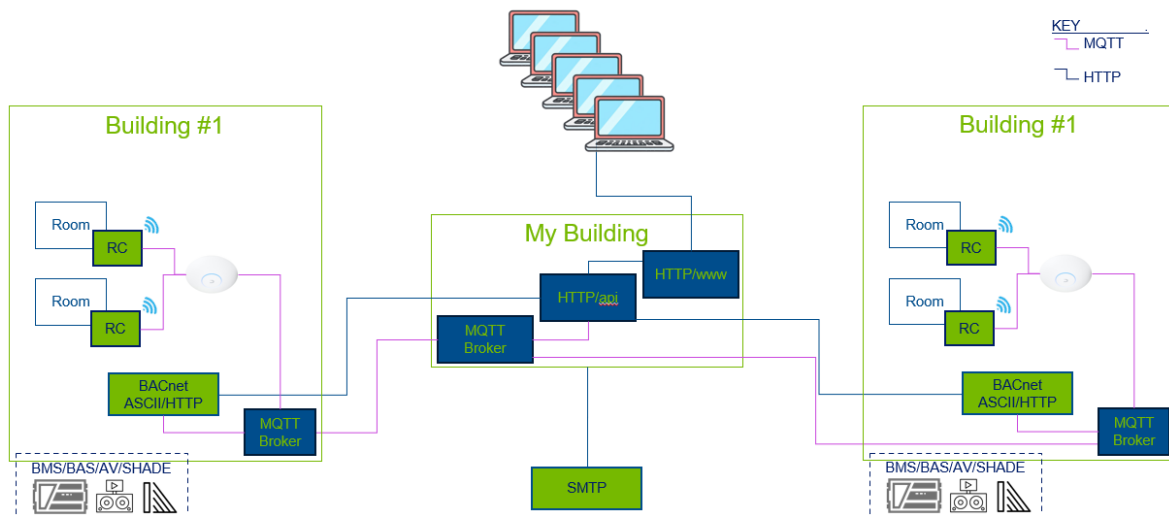 KEY .
MQTT
HTTP
Building #1
Room
RC
Room
RC
BACnet
ASCII/HTTP
MQTT
Broker
BMS/BAS/AV/SHADE
My Building
HTTP/www
HTTP/api
MQTT
Broker
SMTP
Building #1
Room
RC
Room
RC
BACnet
ASCII/HTTP
MQTT
Broker
BMS/BAS/AV/SHADE